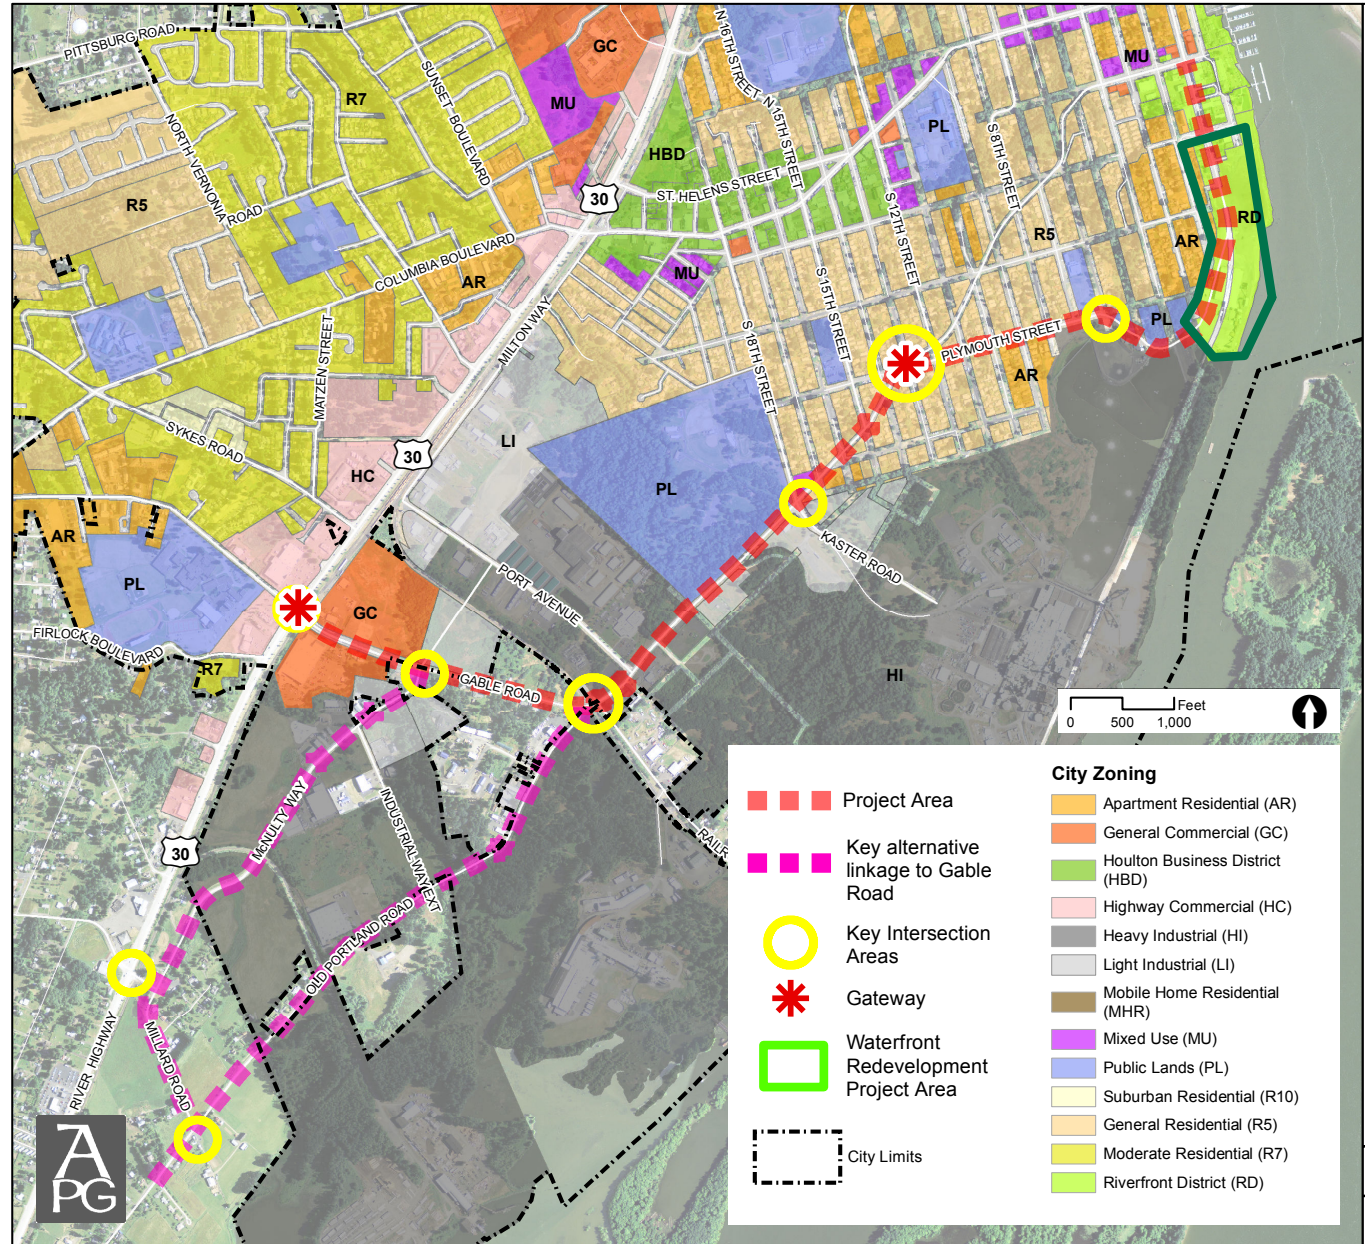 PITTSBURG ROAD
NORTH VERNONIA
ROAD
SUNSET BOULEVARD
R7
R5
GC
MU
HBD
N 16TH STREET
N 15TH STREET
ST. HELENS STREET
PL
MU
S 8TH STREET
S 12TH STREET
R5
AR
RD
30
COLUMBIA BOULEVARD
AR
MU
MILTON WAY
MATZEN STREET
SYKES ROAD
S 18TH STREET
S 15TH STREET
PLYMOUTH STREET
PL
AR
30
HC
LI
PL
KASTER ROAD
AR
PL
FIRLOCK BOULEVARD
R7
GC
PORT AVENUE
GABLE ROAD
HI
McNULTY WAY
INDUSTRIAL WAY EXT
OLD PORTLAND ROAD
RAILR
30
RIVER HIGHWAY
MILLARD ROAD
Feet
0 500 1,000
Project Area
Key alternative
linkage to Gable
Road
Key Intersection
Areas
Gateway
Waterfront
Redevelopment
Project Area
City Limits
City Zoning
Apartment Residential (AR)
General Commercial (GC)
Houlton Business District
(HBD)
Highway Commercial (HC)
Heavy Industrial (HI)
Light Industrial (LI)
Mobile Home Residential
(MHR)
Mixed Use (MU)
Public Lands (PL)
Suburban Residential (R10)
General Residential (R5)
Moderate Residential (R7)
Riverfront District (RD)
A
PG